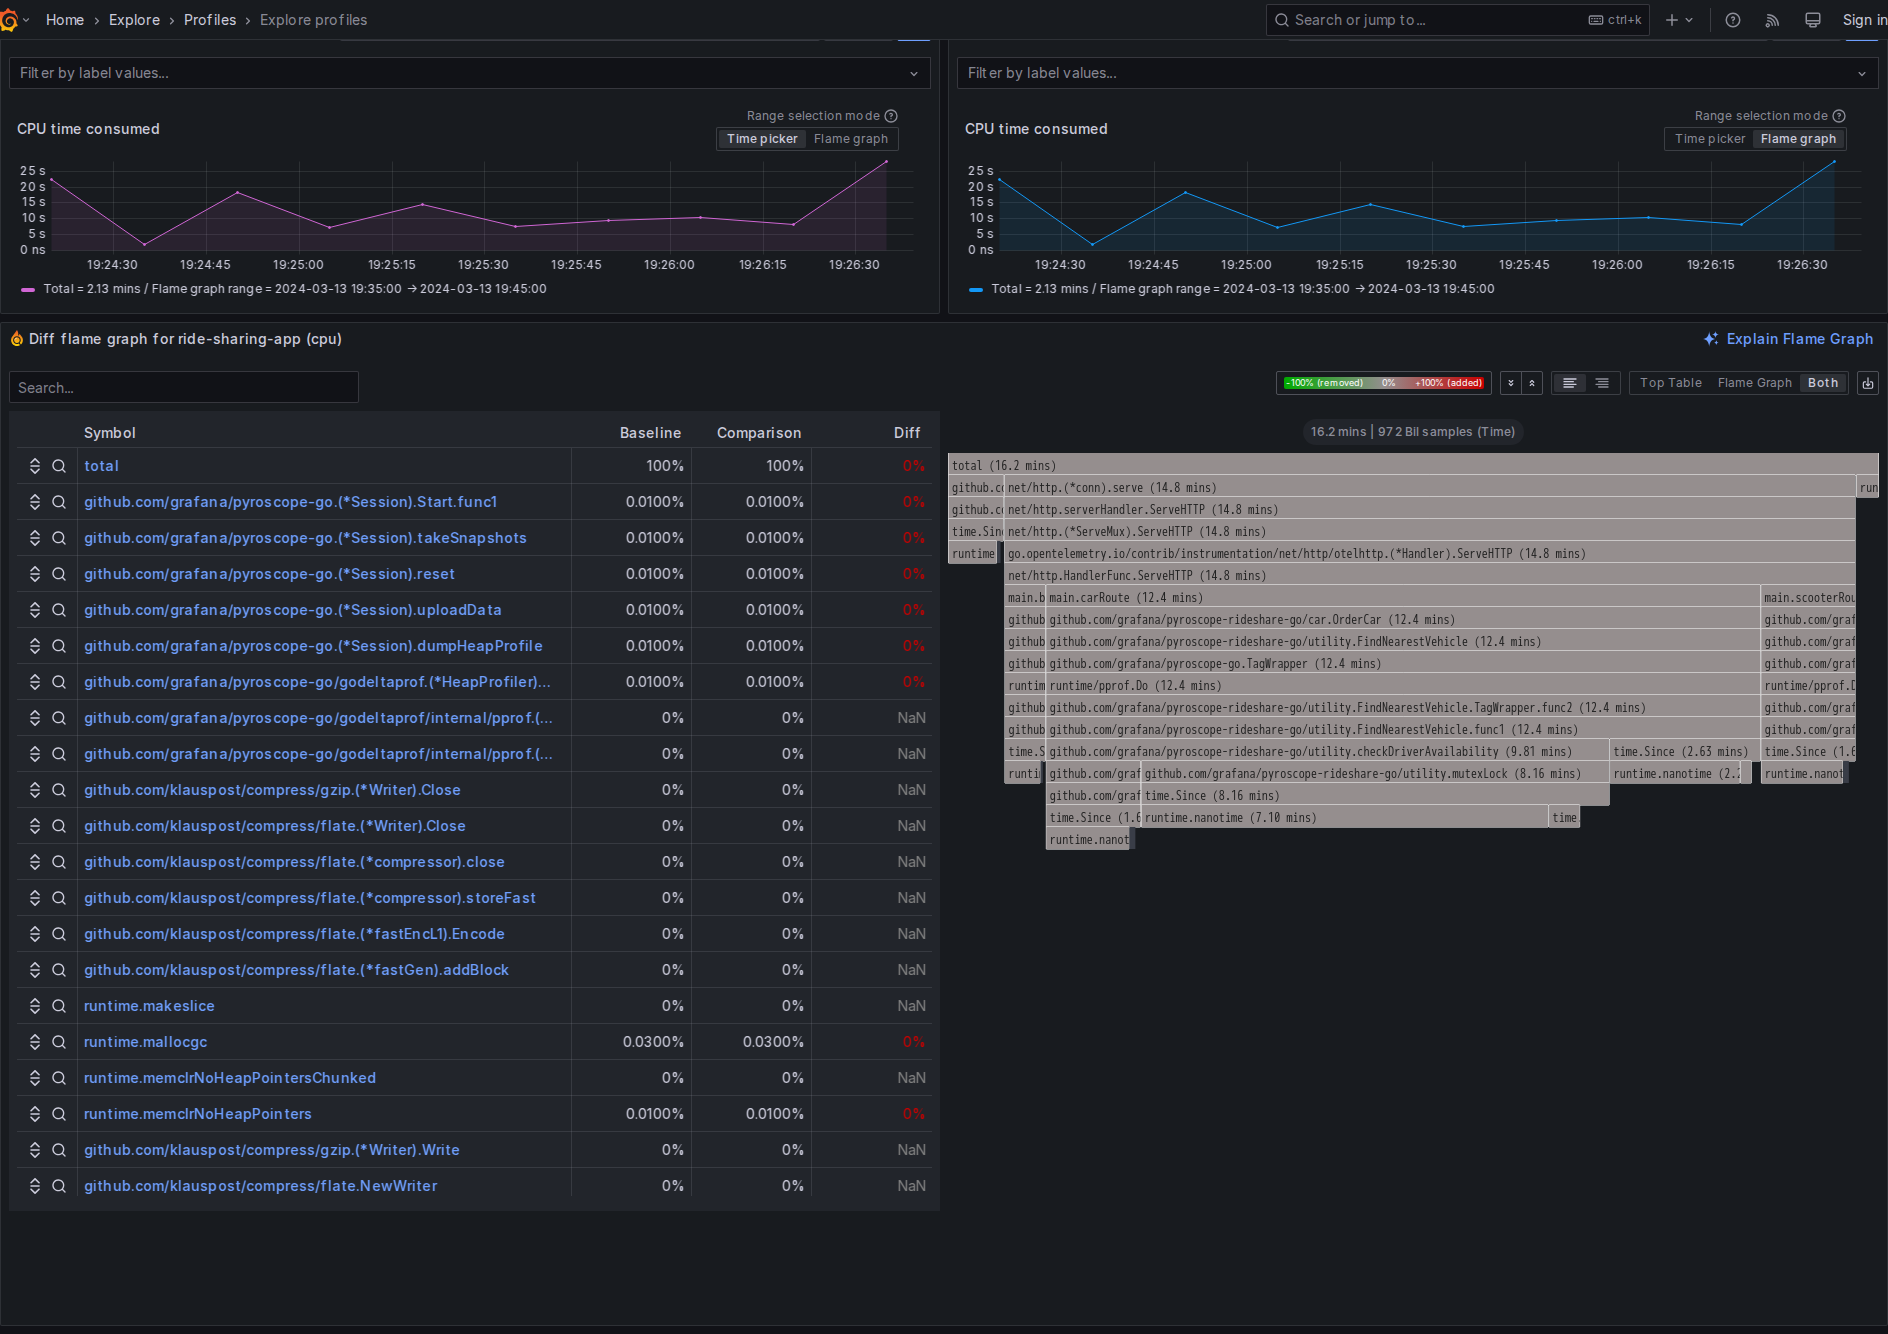 Home > Explore > Profiles > Explore profiles
Search or jump to... ctrl+k
Sign in
Filter by label values...
Filter by label values...
CPU time consumed
Range selection mode
Time picker Flame graph
25 s
20 s
15 s
10 s
5 s
0 ns
19:24:30 19:24:45 19:25:00 19:25:15 19:25:30 19:25:45 19:26:00 19:26:15 19:26:30
Total = 2.13 mins / Flame graph range = 2024-03-13 19:35:00 → 2024-03-13 19:45:00
CPU time consumed
Range selection mode
Time picker Flame graph
25 s
20 s
15 s
10 s
5 s
0 ns
19:24:30 19:24:45 19:25:00 19:25:15 19:25:30 19:25:45 19:26:00 19:26:15 19:26:30
Total = 2.13 mins / Flame graph range = 2024-03-13 19:35:00 → 2024-03-13 19:45:00
Diff flame graph for ride-sharing-app (cpu)
Explain Flame Graph
Search...
-100% (removed) 0% +100% (added)
Top Table Flame Graph Both
Symbol Baseline Comparison Diff
total 100% 100% 0%
github.com/grafana/pyroscope-go.(*Session).Start.func1 0.0100% 0.0100% 0%
github.com/grafana/pyroscope-go.(*Session).takeSnapshots 0.0100% 0.0100% 0%
github.com/grafana/pyroscope-go.(*Session).reset 0.0100% 0.0100% 0%
github.com/grafana/pyroscope-go.(*Session).uploadData 0.0100% 0.0100% 0%
github.com/grafana/pyroscope-go.(*Session).dumpHeapProfile 0.0100% 0.0100% 0%
github.com/grafana/pyroscope-go/godeltaprof.(*HeapProfiler)... 0.0100% 0.0100% 0%
github.com/grafana/pyroscope-go/godeltaprof/internal/pprof.(... 0% 0% NaN
github.com/grafana/pyroscope-go/godeltaprof/internal/pprof.(... 0% 0% NaN
github.com/klauspost/compress/gzip.(*Writer).Close 0% 0% NaN
github.com/klauspost/compress/flate.(*Writer).Close 0% 0% NaN
github.com/klauspost/compress/flate.(*compressor).close 0% 0% NaN
github.com/klauspost/compress/flate.(*compressor).storeFast 0% 0% NaN
github.com/klauspost/compress/flate.(*fastEncL1).Encode 0% 0% NaN
github.com/klauspost/compress/flate.(*fastGen).addBlock 0% 0% NaN
runtime.makeslice 0% 0% NaN
runtime.mallocgc 0.0300% 0.0300% 0%
runtime.memclrNoHeapPointersChunked 0% 0% NaN
runtime.memclrNoHeapPointers 0.0100% 0.0100% 0%
github.com/klauspost/compress/gzip.(*Writer).Write 0% 0% NaN
github.com/klauspost/compress/flate.NewWriter 0% 0% NaN
16.2 mins | 972 Bil samples (Time)
total (16.2 mins)
github.co net/http.(*conn).serve (14.8 mins) run
github.co net/http.serverHandler.ServeHTTP (14.8 mins)
time.Sin net/http.(*ServeMux).ServeHTTP (14.8 mins)
runtime go.opentelemetry.io/contrib/instrumentation/net/http/otelhttp.(*Handler).ServeHTTP (14.8 mins)
net/http.HandlerFunc.ServeHTTP (14.8 mins)
main.b main.carRoute (12.4 mins) main.scooterRou
github github.com/grafana/pyroscope-rideshare-go/car.OrderCar (12.4 mins) github.com/graf
github github.com/grafana/pyroscope-rideshare-go/utility.FindNearestVehicle (12.4 mins) github.com/graf
github github.com/grafana/pyroscope-go.TagWrapper (12.4 mins) github.com/graf
runtim runtime/pprof.Do (12.4 mins) runtime/pprof.D
github github.com/grafana/pyroscope-rideshare-go/utility.FindNearestVehicle.TagWrapper.func2 (12.4 mins) github.com/graf
github github.com/grafana/pyroscope-rideshare-go/utility.FindNearestVehicle.func1 (12.4 mins) github.com/graf
time.S github.com/grafana/pyroscope-rideshare-go/utility.checkDriverAvailability (9.81 mins) time.Since (2.63 mins) time.Since (1.6
runti github.com/graf github.com/grafana/pyroscope-rideshare-go/utility.mutexLock (8.16 mins) runtime.nanotime (2.2 runtime.nanot
github.com/graf time.Since (8.16 mins)
time.Since (1.6 runtime.nanotime (7.10 mins) time.
runtime.nanot